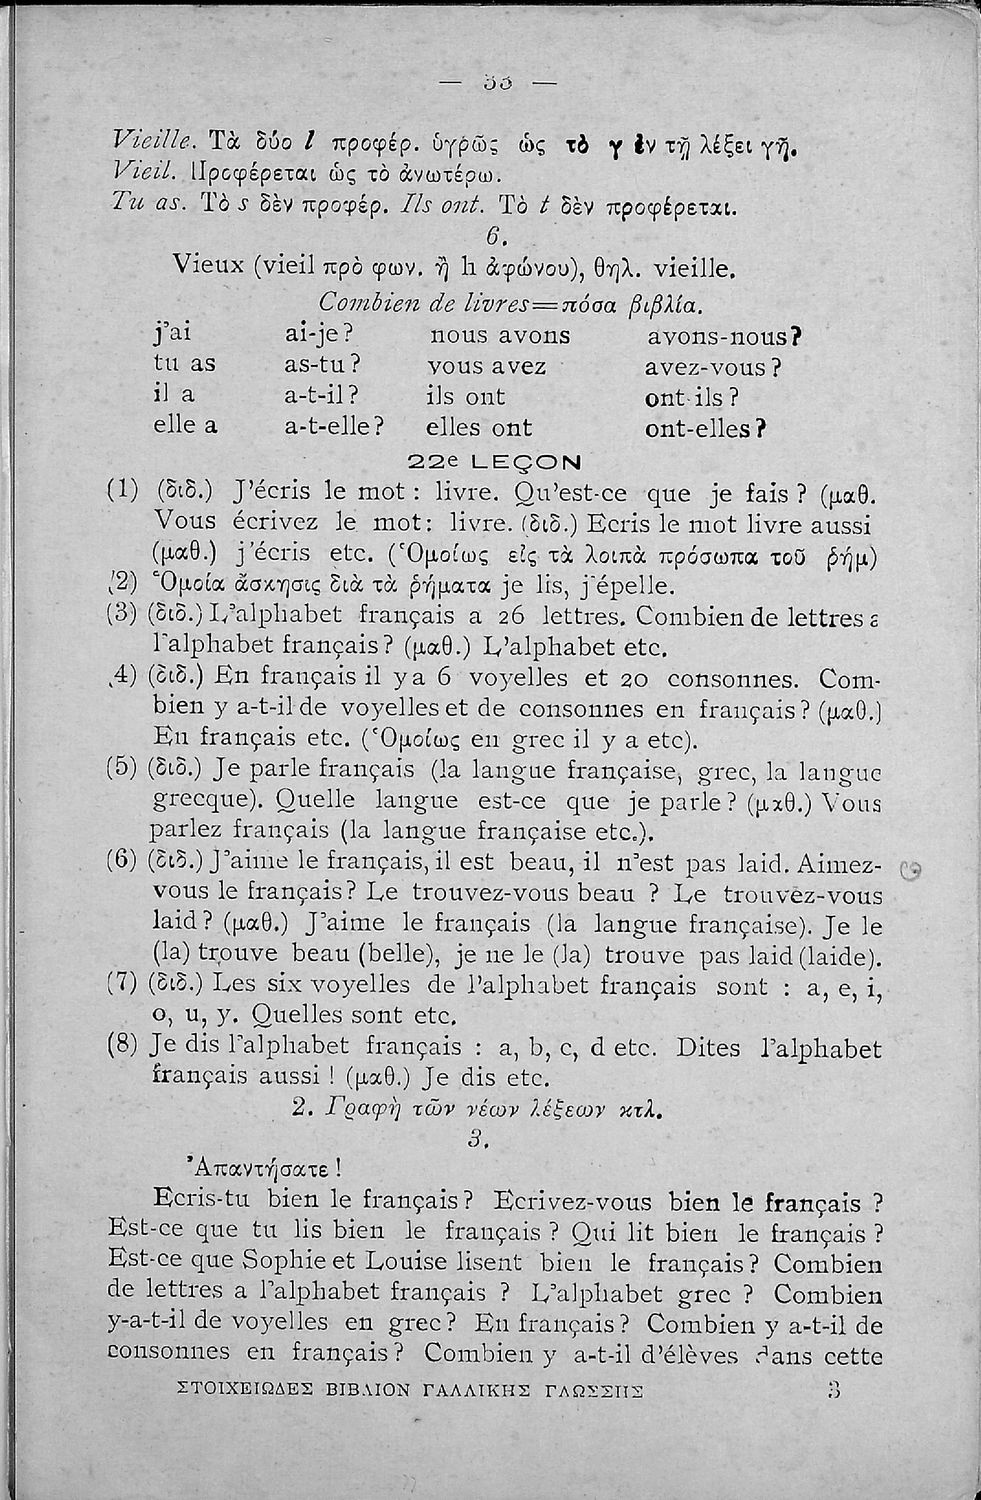 — 33 —
Vieille. Τὰ δύο l προφέρ. ὑγρῶς ὡς τὸ γ ἐν τῇ λέξει γῆ.
Vieil. Προφέρεται ὡς τὸ ἀνωτέρω.
Tu as. Τὸ s δὲν προφέρ. Ils ont. Τὸ t δὲν προφέρεται.
6.
Vieux (vieil πρὸ φων. ἢ h ἀφώνου), θηλ. vieille.
Combien de livres=πόσα βιβλία.
j'ai ai-je? nous avons avons-nous?
tu as as-tu? vous avez avez-vous?
il a a-t-il? ils ont ont-ils?
elle a a-t-elle? elles ont ont-elles?
22e LEÇON
(1) (διδ.) J'écris le mot : livre. Qu'est-ce que je fais ? (μαθ.
Vous écrivez le mot: livre. (διδ.) Ecris le mot livre aussi
(μαθ.) j'écris etc. (Ὁμοίως εἰς τὰ λοιπὰ πρόσωπα τοῦ ῥήμ)
(2) Ὁμοία ἄσκησις διὰ τὰ ῥήματα je lis, j'épelle.
(3) (διδ.) L'alphabet français a 26 lettres. Combien de lettres a
l'alphabet français? (μαθ.) L'alphabet etc.
(4) (διδ.) En français il y a 6 voyelles et 20 consonnes. Com-
bien y a-t-il de voyelles et de consonnes en français? (μαθ.)
En français etc. (Ὁμοίως en grec il y a etc).
(5) (διδ.) Je parle français (la langue française, grec, la langue
grecque). Quelle langue est-ce que je parle? (μαθ.) Vous
parlez français (la langue française etc.).
(6) (διδ.) J'aime le français, il est beau, il n'est pas laid. Aimez-
vous le français? Le trouvez-vous beau ? Le trouvez-vous
laid? (μαθ.) J'aime le français (la langue française). Je le
(la) trouve beau (belle), je ne le (la) trouve pas laid (laide).
(7) (διδ.) Les six voyelles de l'alphabet français sont : a, e, i,
o, u, y. Quelles sont etc.
(8) Je dis l'alphabet français : a, b, c, d etc. Dites l'alphabet
français aussi ! (μαθ.) Je dis etc.
2. Γραφὴ τῶν νέων λέξεων κτλ.
3.
Ἀπαντήσατε !
Ecris-tu bien le français? Ecrivez-vous bien le français ?
Est-ce que tu lis bien le français ? Qui lit bien le français ?
Est-ce que Sophie et Louise lisent bien le français? Combien
de lettres a l'alphabet français ? L'alphabet grec ? Combien
y-a-t-il de voyelles en grec? En français? Combien y a-t-il de
consonnes en français? Combien y a-t-il d'élèves dans cette
ΣΤΟΙΧΕΙΩΔΕΣ ΒΙΒΛΙΟΝ ΓΑΛΛΙΚΗΣ ΓΛΩΣΣΗΣ 3